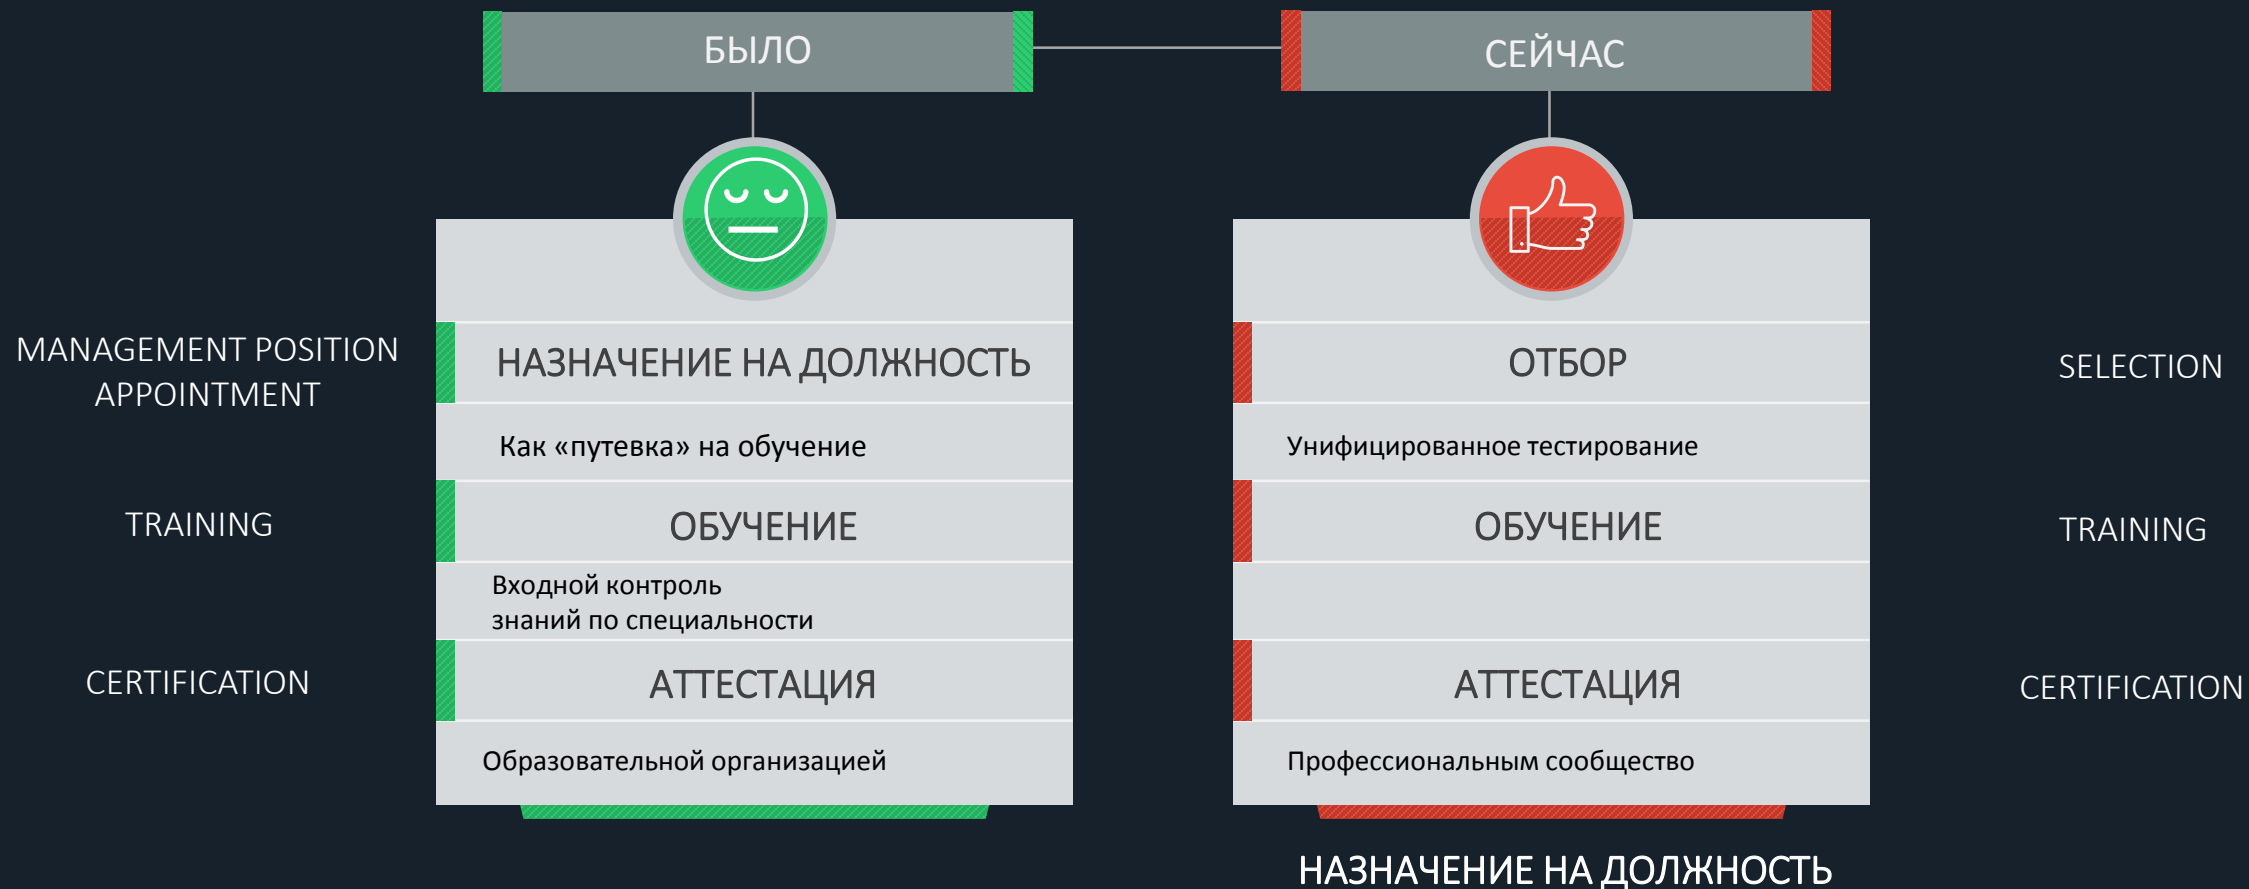 БЫЛО
СЕЙЧАС
MANAGEMENT POSITION
APPOINTMENT
НАЗНАЧЕНИЕ НА ДОЛЖНОСТЬ
ОТБОР
SELECTION
Как «путевка» на обучение
Унифицированное тестирование
TRAINING
ОБУЧЕНИЕ
ОБУЧЕНИЕ
TRAINING
Входной контроль
знаний по специальности
CERTIFICATION
АТТЕСТАЦИЯ
АТТЕСТАЦИЯ
CERTIFICATION
Образовательной организацией
Профессиональным сообщество
НАЗНАЧЕНИЕ НА ДОЛЖНОСТЬ